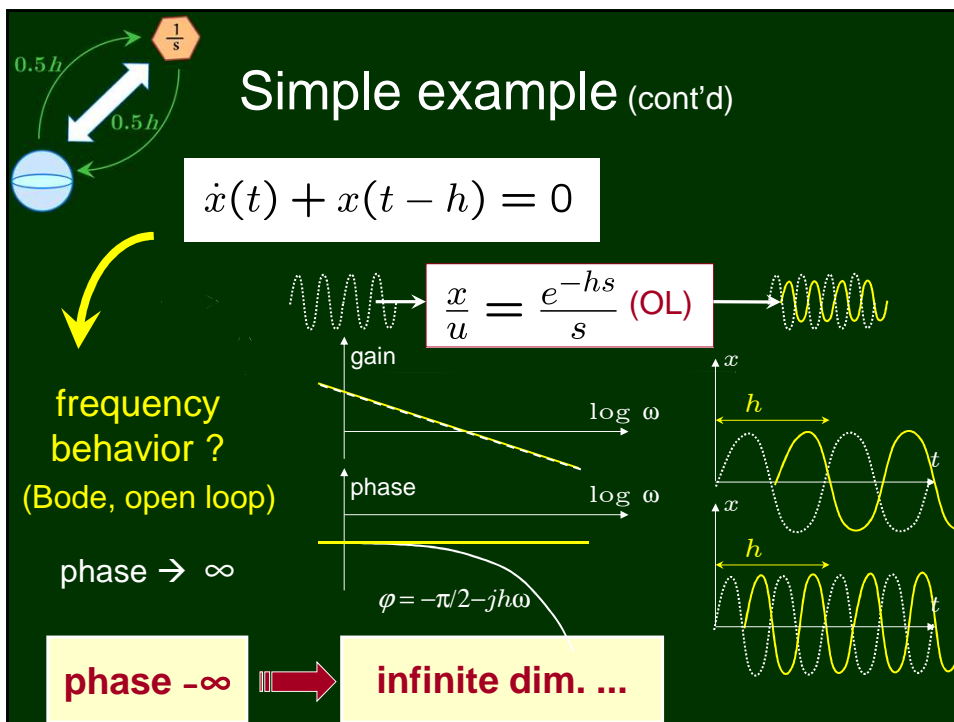 1/s
0.5h
0.5h
Simple example (cont'd)
ẋ(t) + x(t − h) = 0
x/u = e^{−hs}/s (OL)
gain
log ω
phase
log ω
φ = −π/2−jhω
frequency
behavior ?
(Bode, open loop)
phase → ∞
x
h
t
x
h
t
phase -∞
infinite dim. ...